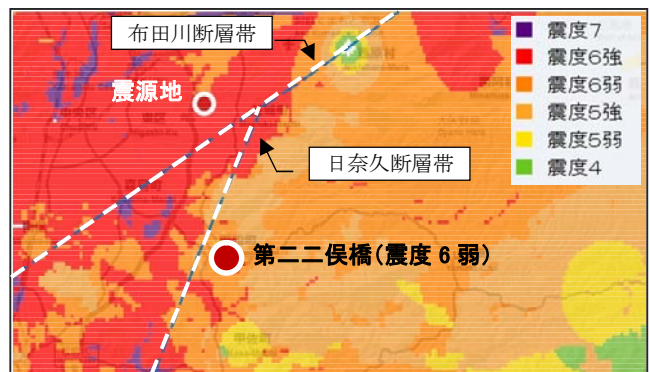 布田川断層帯
震源地
日奈久断層帯
第二二俣橋(震度 6 弱)
震度7
震度6強
震度6弱
震度5強
震度5弱
震度4